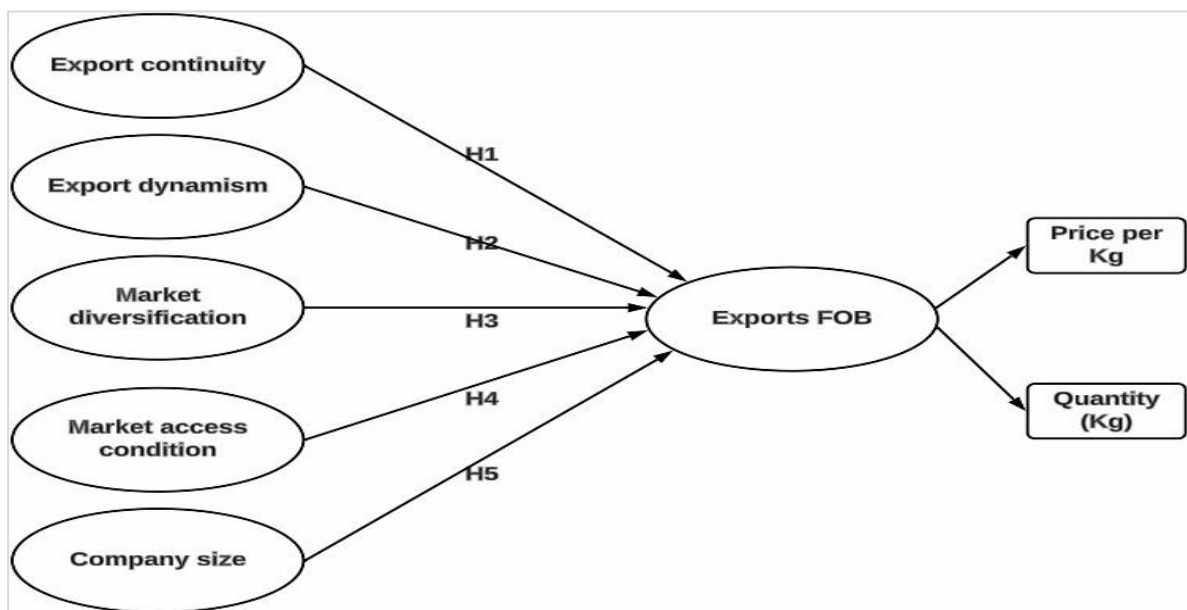 Export continuity
H1
Export dynamism
H2
Market
diversification
H3
Market access
condition
H4
Company size
H5
Exports FOB
Price per
Kg
Quantity
(Kg)